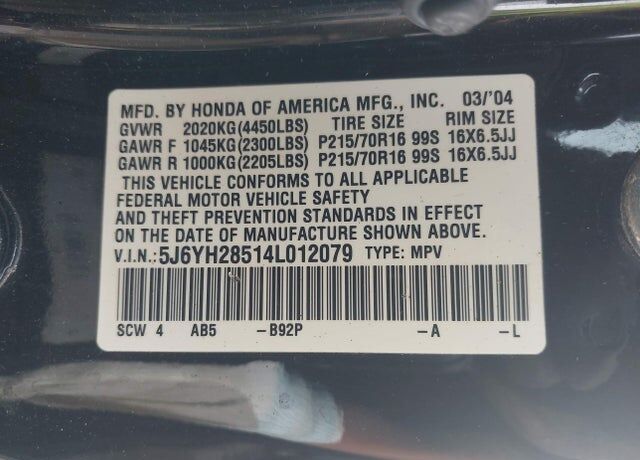 MFD. BY HONDA OF AMERICA MFG., INC. 03/'04
GVWR 2020KG(4450LBS) TIRE SIZE RIM SIZE
GAWR F 1045KG(2300LBS) P215/70R16 99S 16X6.5JJ
GAWR R 1000KG(2205LBS) P215/70R16 99S 16X6.5JJ
THIS VEHICLE CONFORMS TO ALL APPLICABLE
FEDERAL MOTOR VEHICLE SAFETY
AND THEFT PREVENTION STANDARDS IN EFFECT
ON THE DATE OF MANUFACTURE SHOWN ABOVE.
V.I.N.:5J6YH28514L012079 TYPE: MPV
SCW 4 AB5 -B92P -A -L